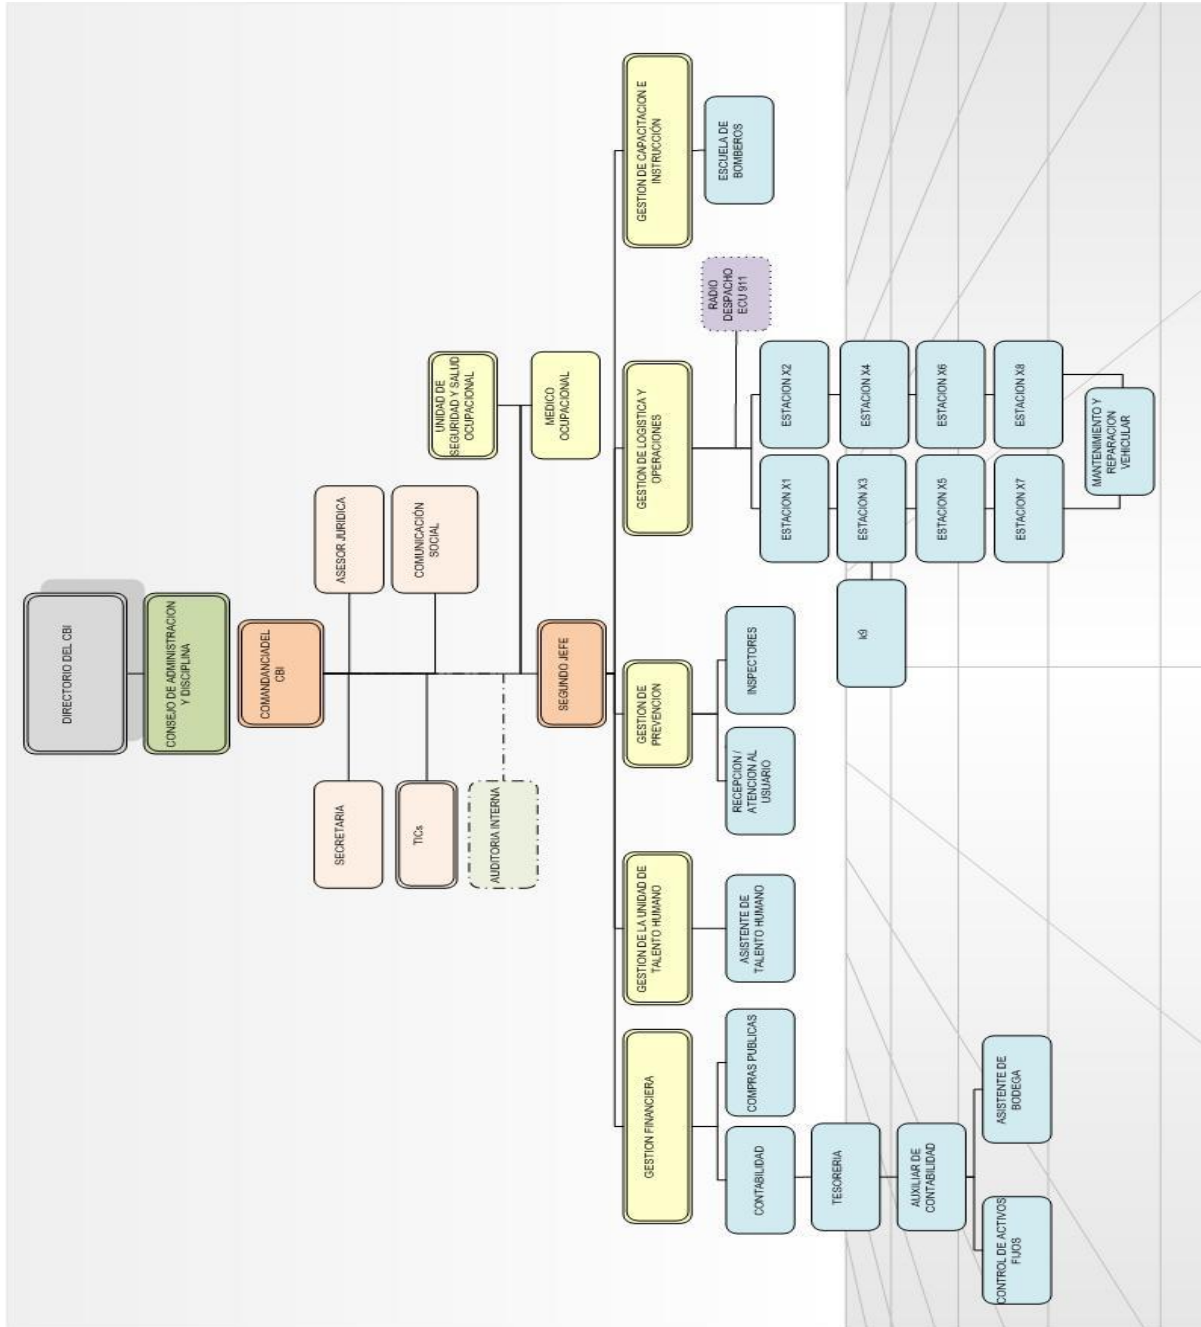 DIRECTORIO DEL CBI
CONSEJO DE ADMINISTRACION
Y DISCIPLINA
COMANDANCIADEL
CBI
SECRETARIA
ASESOR JURIDICA
TICs
COMUNICACIÓN
SOCIAL
AUDITORIA INTERNA
UNIDAD DE
SEGURIDAD Y SALUD
OCUPACIONAL
MEDICO
OCUPACIONAL
SEGUNDO JEFE
GESTION FINANCIERA
GESTION DE LA UNIDAD DE
TALENTO HUMANO
GESTION DE
PREVENCION
GESTION DE LOGISTICA Y
OPERACIONES
GESTION DE CAPACITACION E
INSTRUCCIÓN
CONTABILIDAD
COMPRAS PUBLICAS
TESORERIA
AUXILIAR DE
CONTABILIDAD
CONTROL DE ACTIVOS
FIJOS
ASISTENTE DE
BODEGA
ASISTENTE DE
TALENTO HUMANO
RECEPCION /
ATENCION AL
USUARIO
INSPECTORES
RADIO
DESPACHO
ECU 911
ESTACION X1
ESTACION X2
k9
ESTACION X3
ESTACION X4
ESTACION X5
ESTACION X6
ESTACION X7
ESTACION X8
MANTENIMIENTO Y
REPARACION
VEHICULAR
ESCUELA DE
BOMBEROS